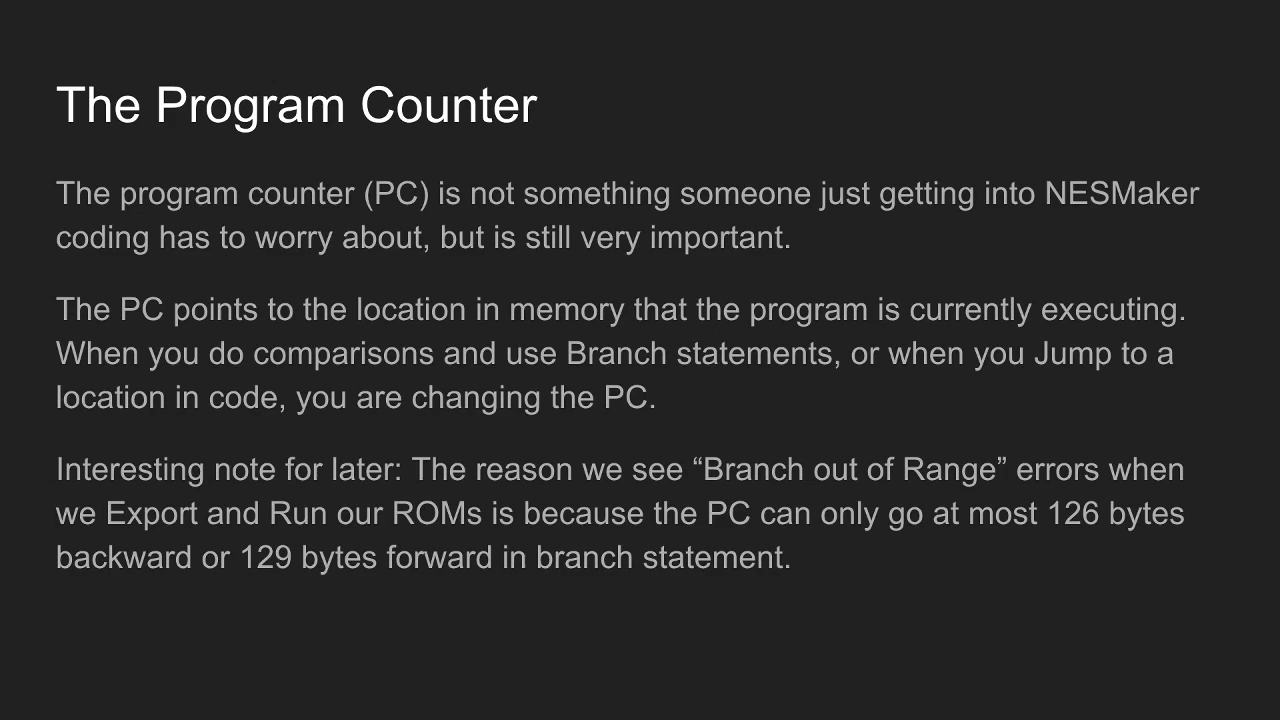 The Program Counter
The program counter (PC) is not something someone just getting into NESMaker
coding has to worry about, but is still very important.
The PC points to the location in memory that the program is currently executing.
When you do comparisons and use Branch statements, or when you Jump to a
location in code, you are changing the PC.
Interesting note for later: The reason we see “Branch out of Range” errors when
we Export and Run our ROMs is because the PC can only go at most 126 bytes
backward or 129 bytes forward in branch statement.